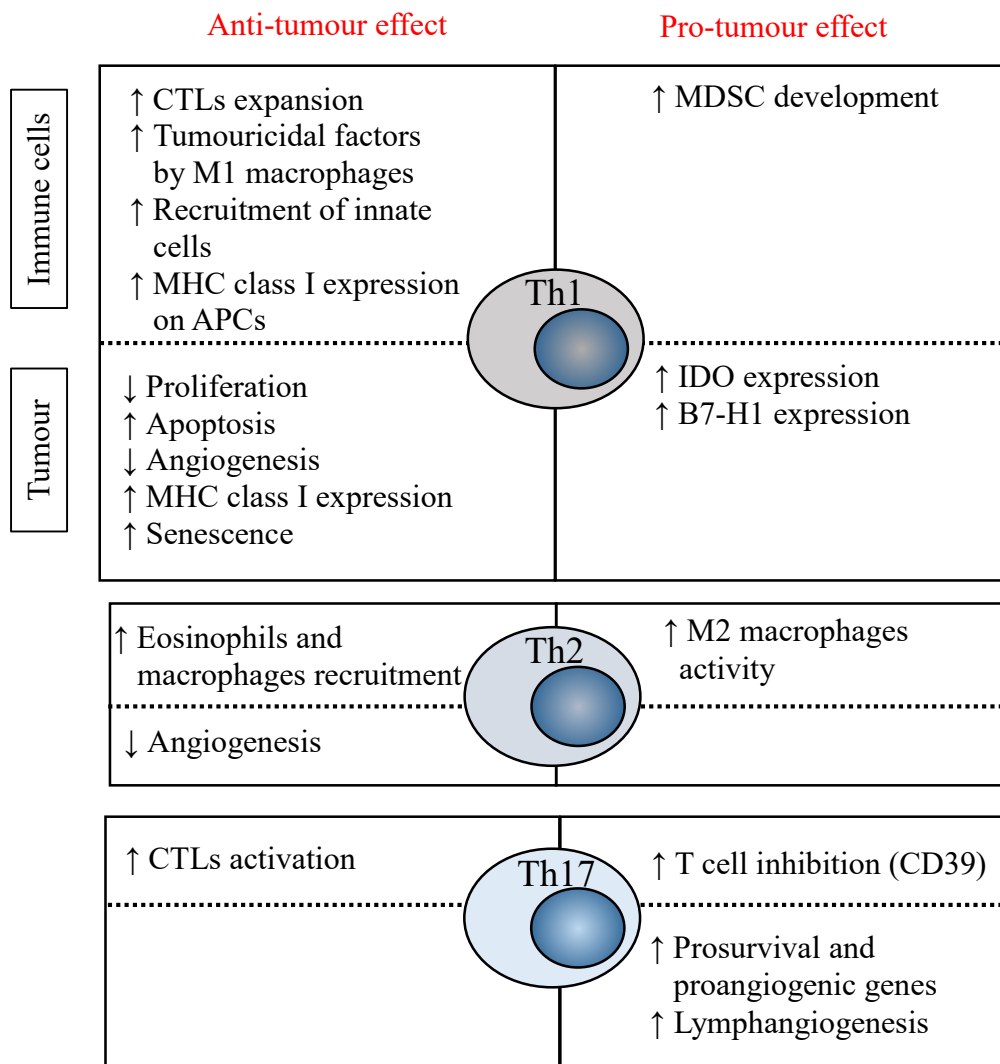 Anti-tumour effect
Pro-tumour effect
Immune cells
↑ CTLs expansion
↑ Tumouricidal factors
by M1 macrophages
↑ Recruitment of innate
cells
↑ MHC class I expression
on APCs
↑ MDSC development
Th1
Tumour
↓ Proliferation
↑ Apoptosis
↓ Angiogenesis
↑ MHC class I expression
↑ Senescence
↑ IDO expression
↑ B7-H1 expression
↑ Eosinophils and
macrophages recruitment
Th2
↑ M2 macrophages
activity
↓ Angiogenesis
↑ CTLs activation
Th17
↑ T cell inhibition (CD39)
↑ Prosurvival and
proangiogenic genes
↑ Lymphangiogenesis